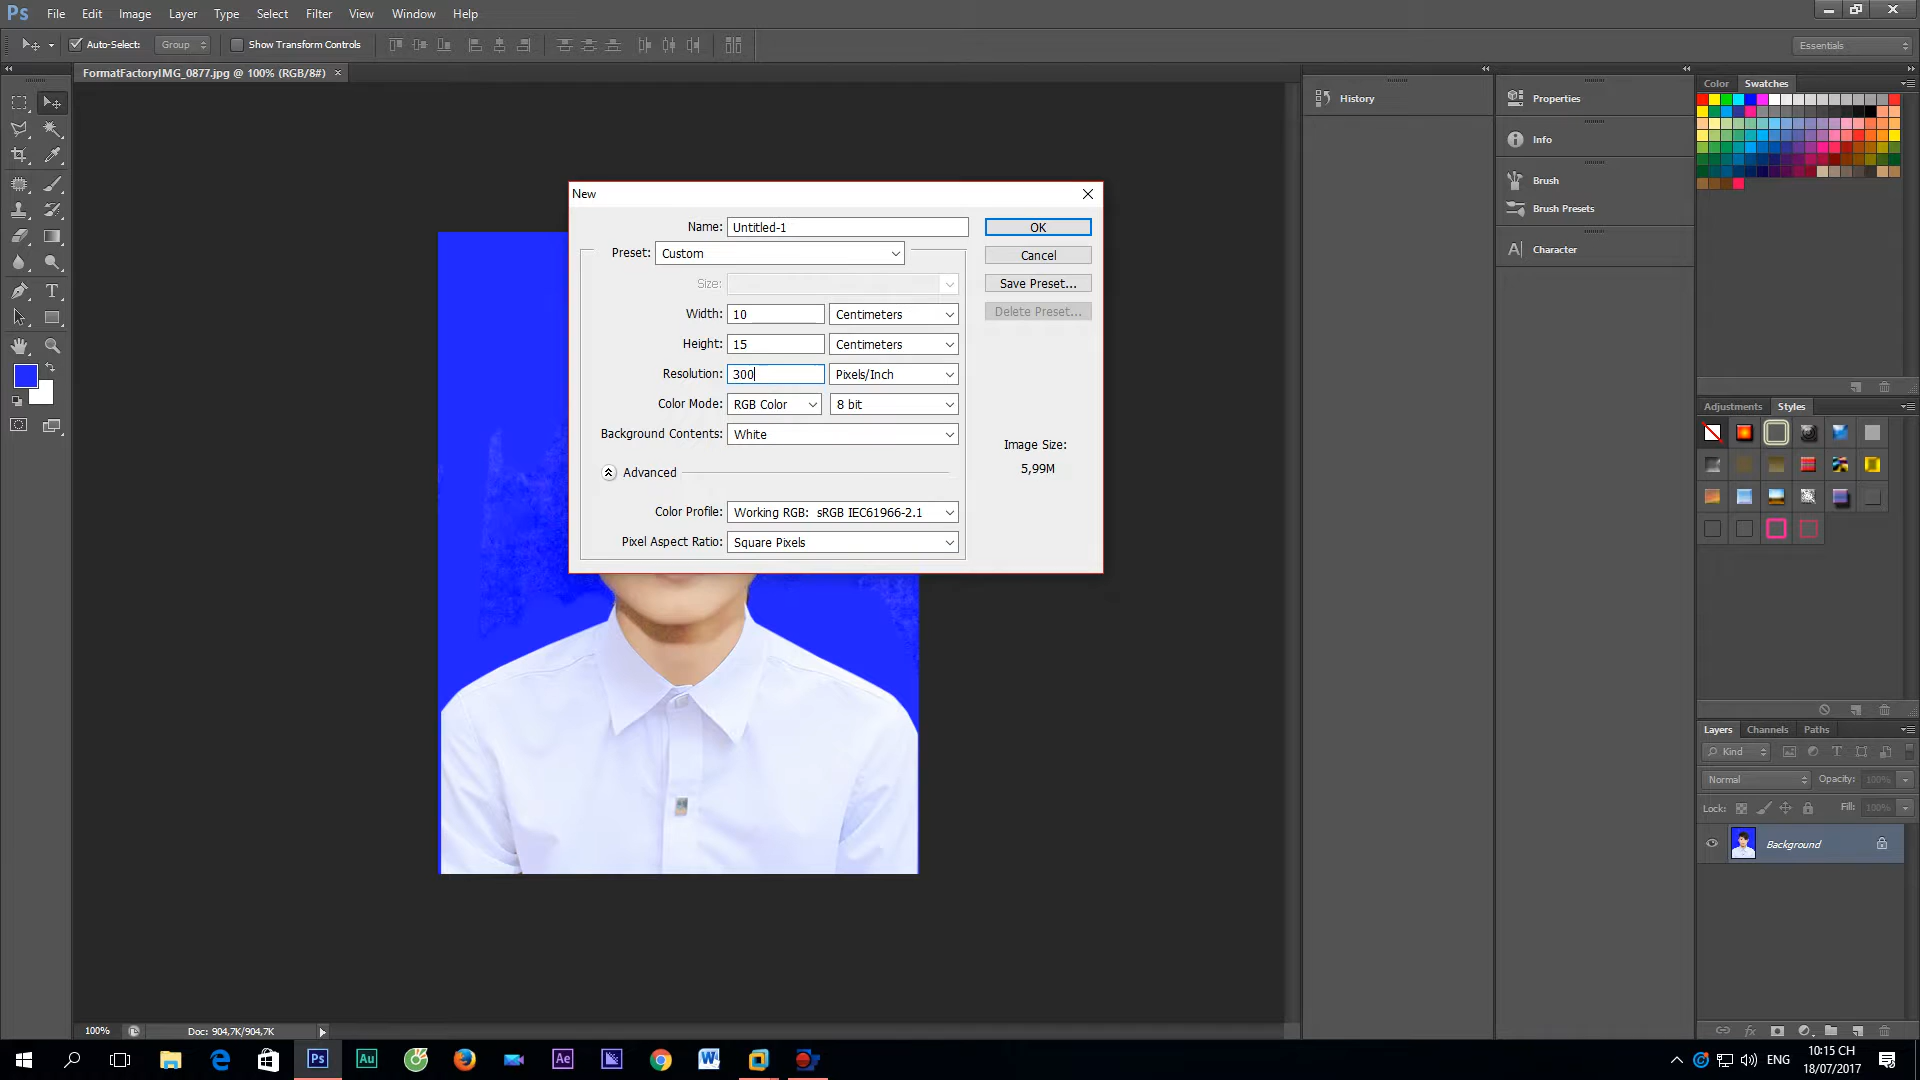 Ps File Edit Image Layer Type Select Filter View Window Help
Auto-Select: Group Show Transform Controls Essentials
FormatFactoryIMG_0877.jpg @ 100% (RGB/8#) ×
History
Properties
Info
Brush
Brush Presets
Character
Color Swatches
New
Name: Untitled-1 OK
Preset: Custom Cancel
Size: Save Preset...
Width: 10 Centimeters Delete Preset...
Height: 15 Centimeters
Resolution: 300 Pixels/Inch
Color Mode: RGB Color 8 bit
Background Contents: White
Image Size:
5,99M
Advanced
Color Profile: Working RGB: sRGB IEC61966-2.1
Pixel Aspect Ratio: Square Pixels
Adjustments Styles
Layers Channels Paths
Kind
Normal Opacity: 100%
Lock: Fill: 100%
Background
100% Doc: 904,7K/904,7K
Ps Au Ae W
ENG 10:15 CH
18/07/2017